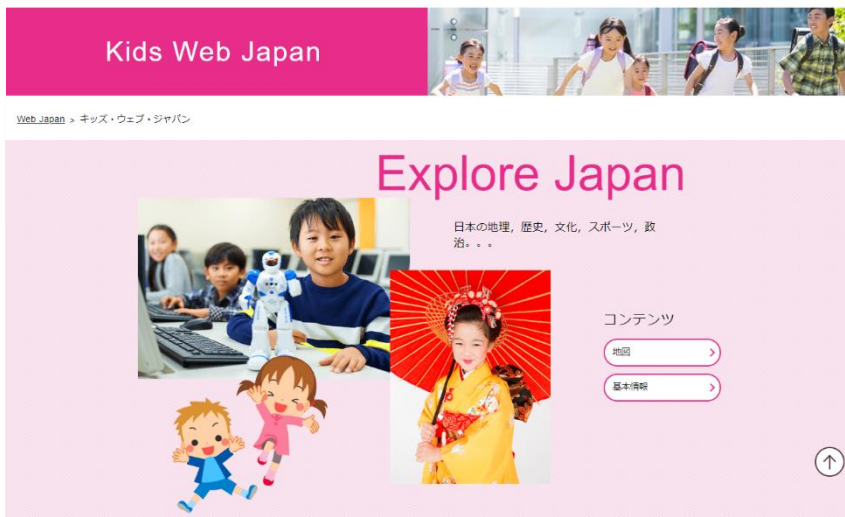 Kids Web Japan
Web Japan > キッズ・ウェブ・ジャパン
Explore Japan
日本の地理, 歴史, 文化, スポーツ, 政
治。。。
コンテンツ
地図
基本情報